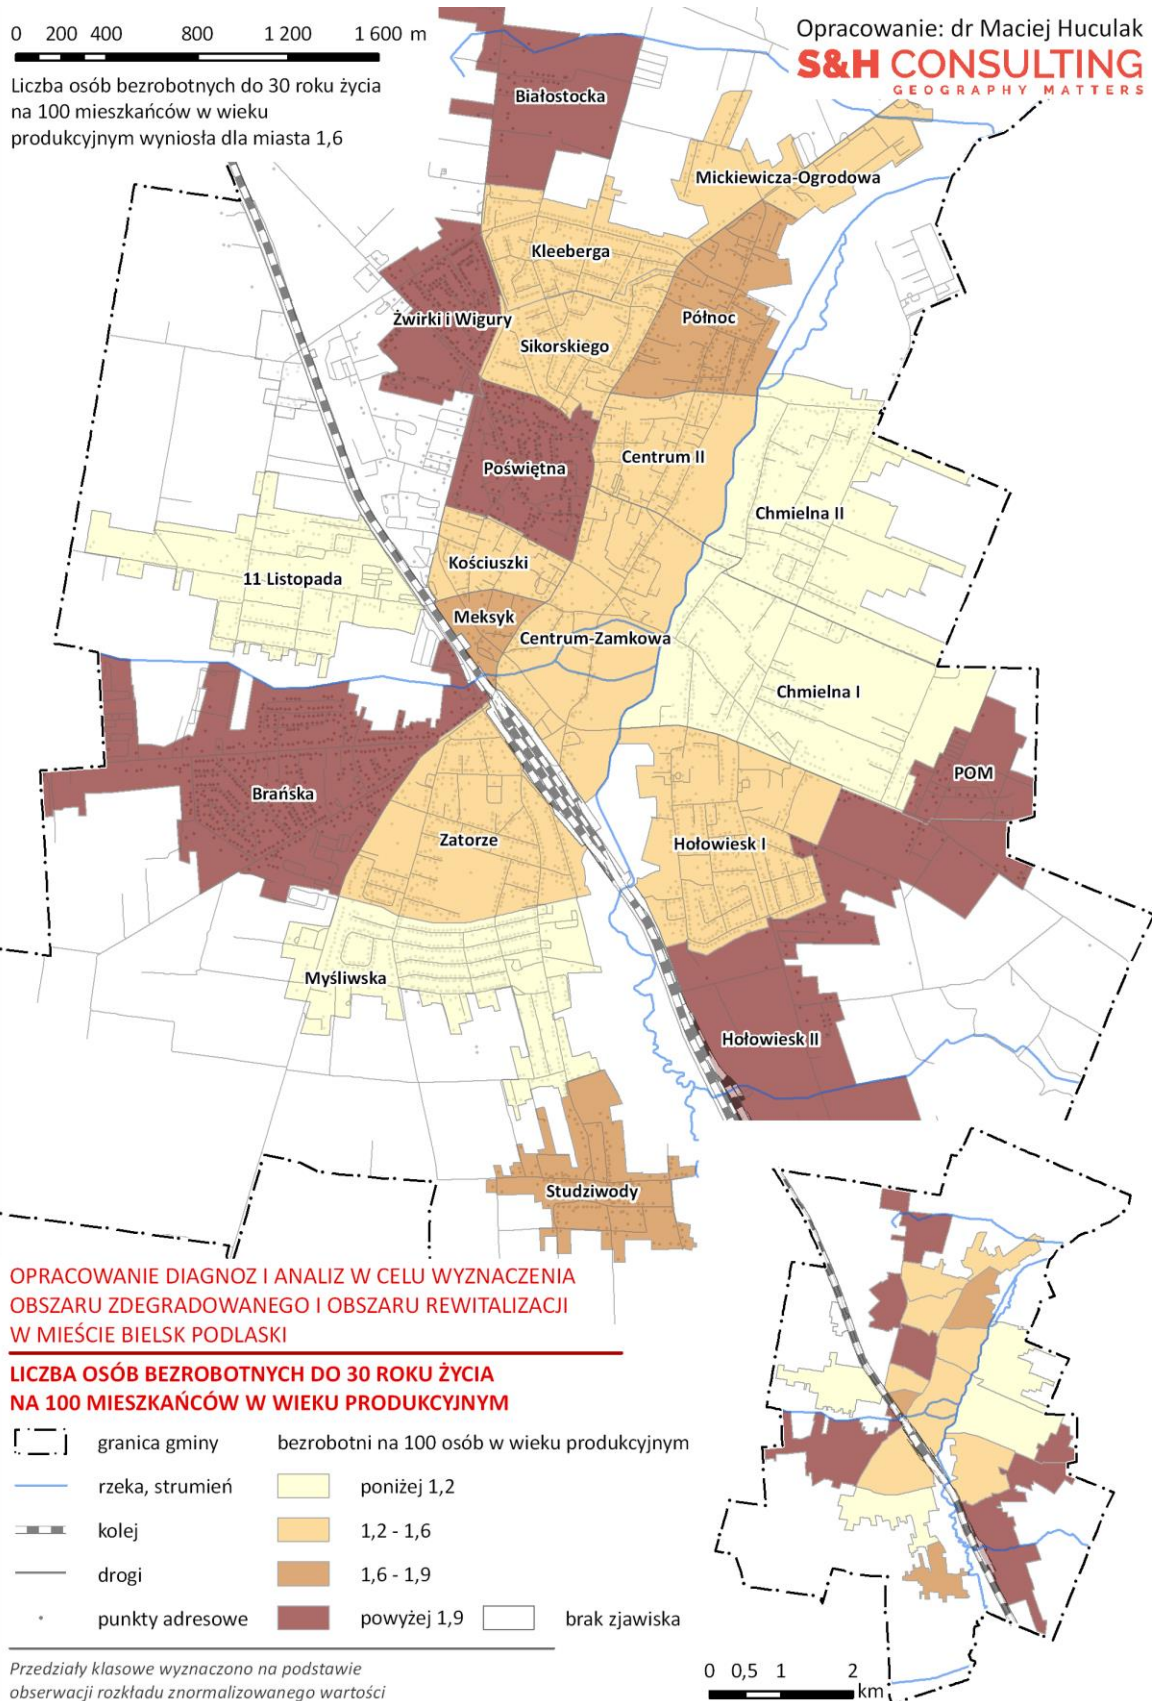 0 200 400 800 1 200 1 600 m
Liczba osób bezrobotnych do 30 roku życia
na 100 mieszkańców w wieku
produkcyjnym wyniosła dla miasta 1,6
Opracowanie: dr Maciej Huculak
S&H CONSULTING
GEOGRAPHY MATTERS
Białostocka
Mickiewicza-Ogrodowa
Kleeberga
Żwirki i Wigury
Północ
Sikorskiego
Centrum II
Poświętna
Chmielna II
Kościuszki
11 Listopada
Meksyk
Centrum-Zamkowa
Chmielna I
POM
Brańska
Zatorze
Hołowiesk I
Myśliwska
Hołowiesk II
Studziwody
OPRACOWANIE DIAGNOZ I ANALIZ W CELU WYZNACZENIA
OBSZARU ZDEGRADOWANEGO I OBSZARU REWITALIZACJI
W MIEŚCIE BIELSK PODLASKI
LICZBA OSÓB BEZROBOTNYCH DO 30 ROKU ŻYCIA
NA 100 MIESZKAŃCÓW W WIEKU PRODUKCYJNYM
granica gminy
bezrobotni na 100 osób w wieku produkcyjnym
rzeka, strumień
poniżej 1,2
kolej
1,2 - 1,6
drogi
1,6 - 1,9
punkty adresowe
powyżej 1,9
brak zjawiska
Przedziały klasowe wyznaczono na podstawie
obserwacji rozkładu znormalizowanego wartości
0 0,5 1 2
km